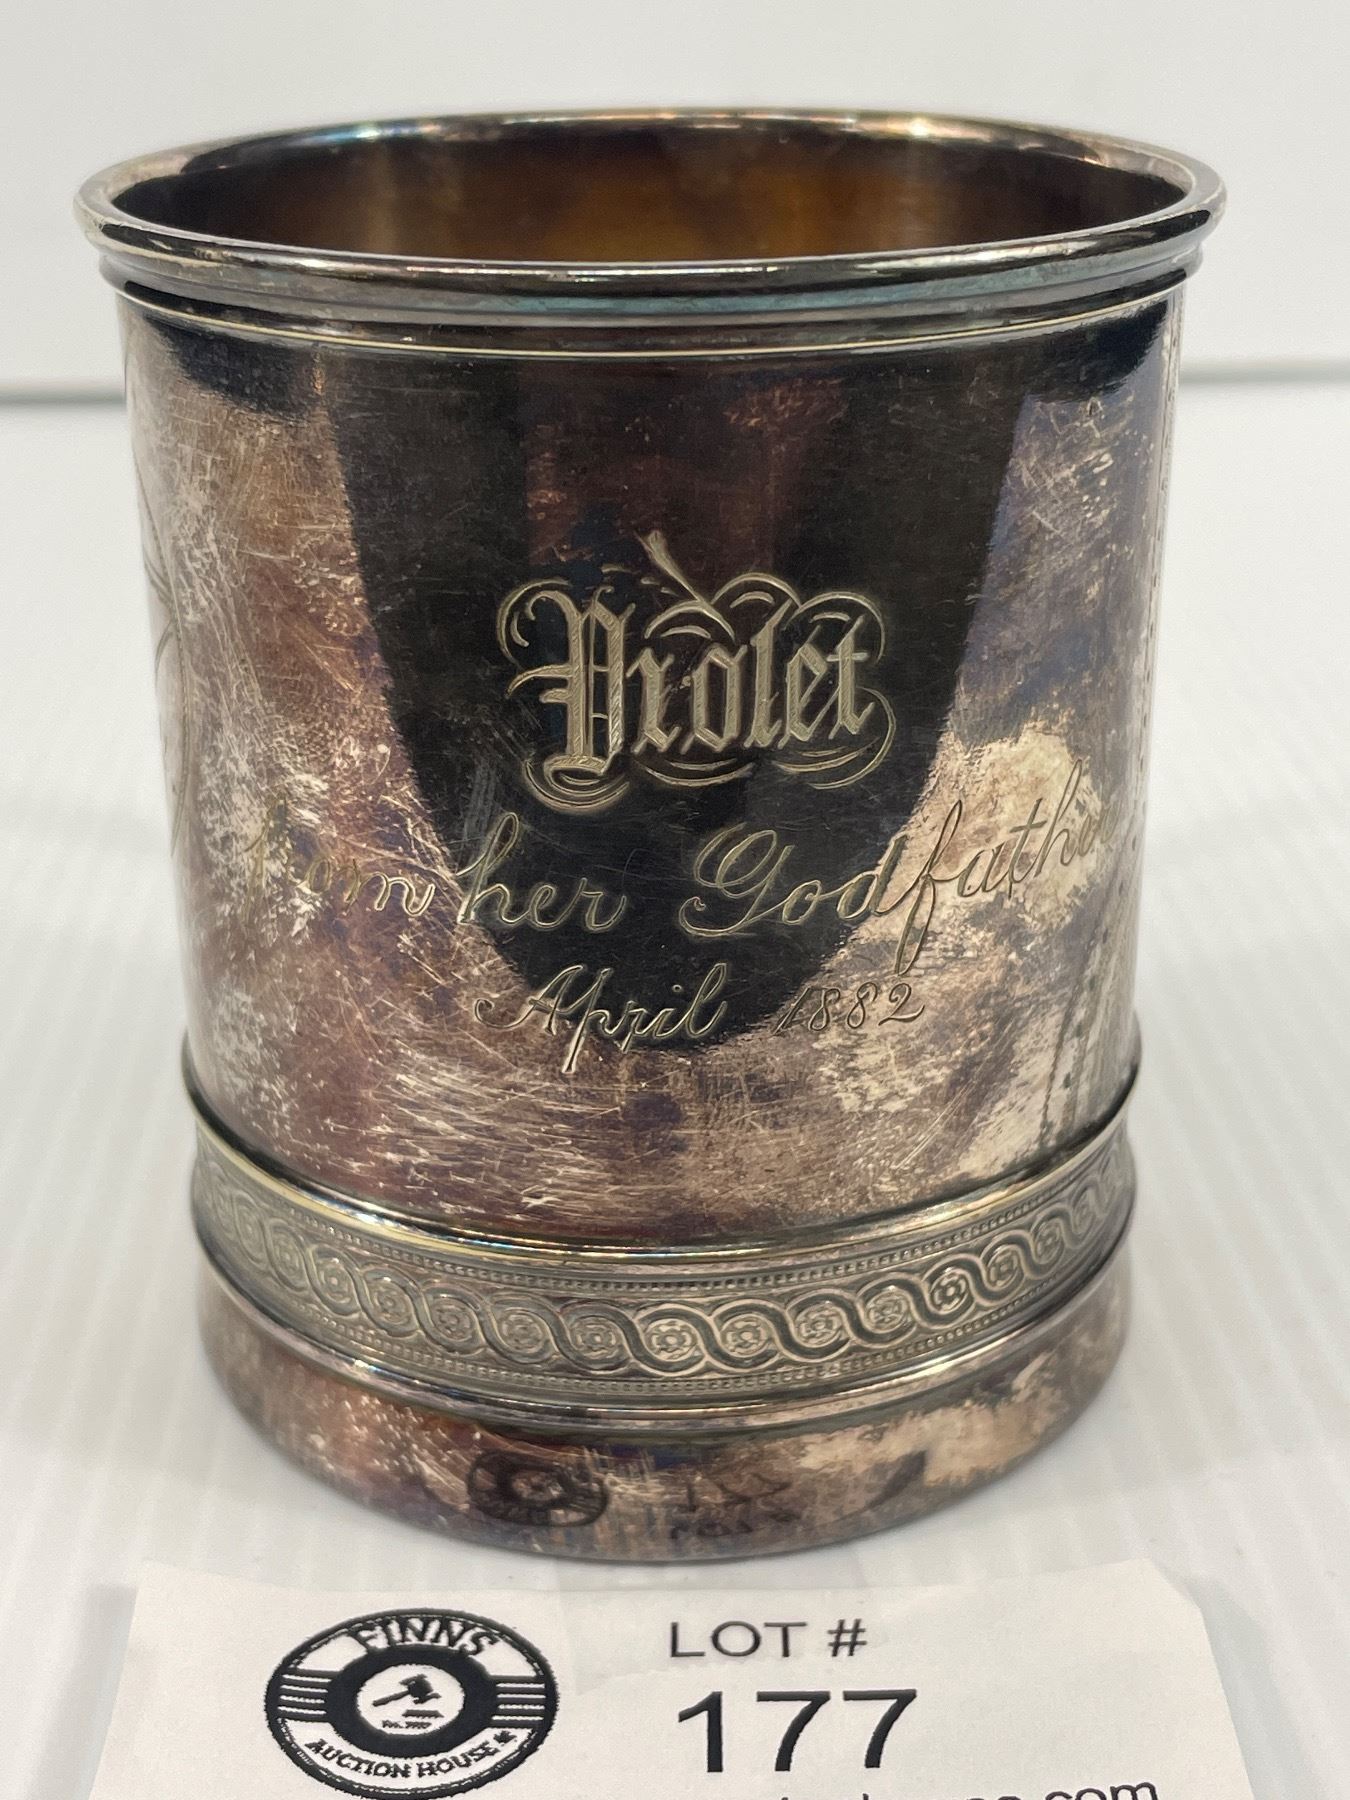 Violet
from her Godfather
April 1882
FINNS
AUCTION HOUSE
LOT #
177